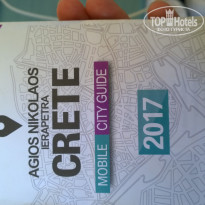 TOP Hotels
AGIOS NIKOLAOS
IERAPETRA
CRETE
MOBILE CITY GUIDE
2017